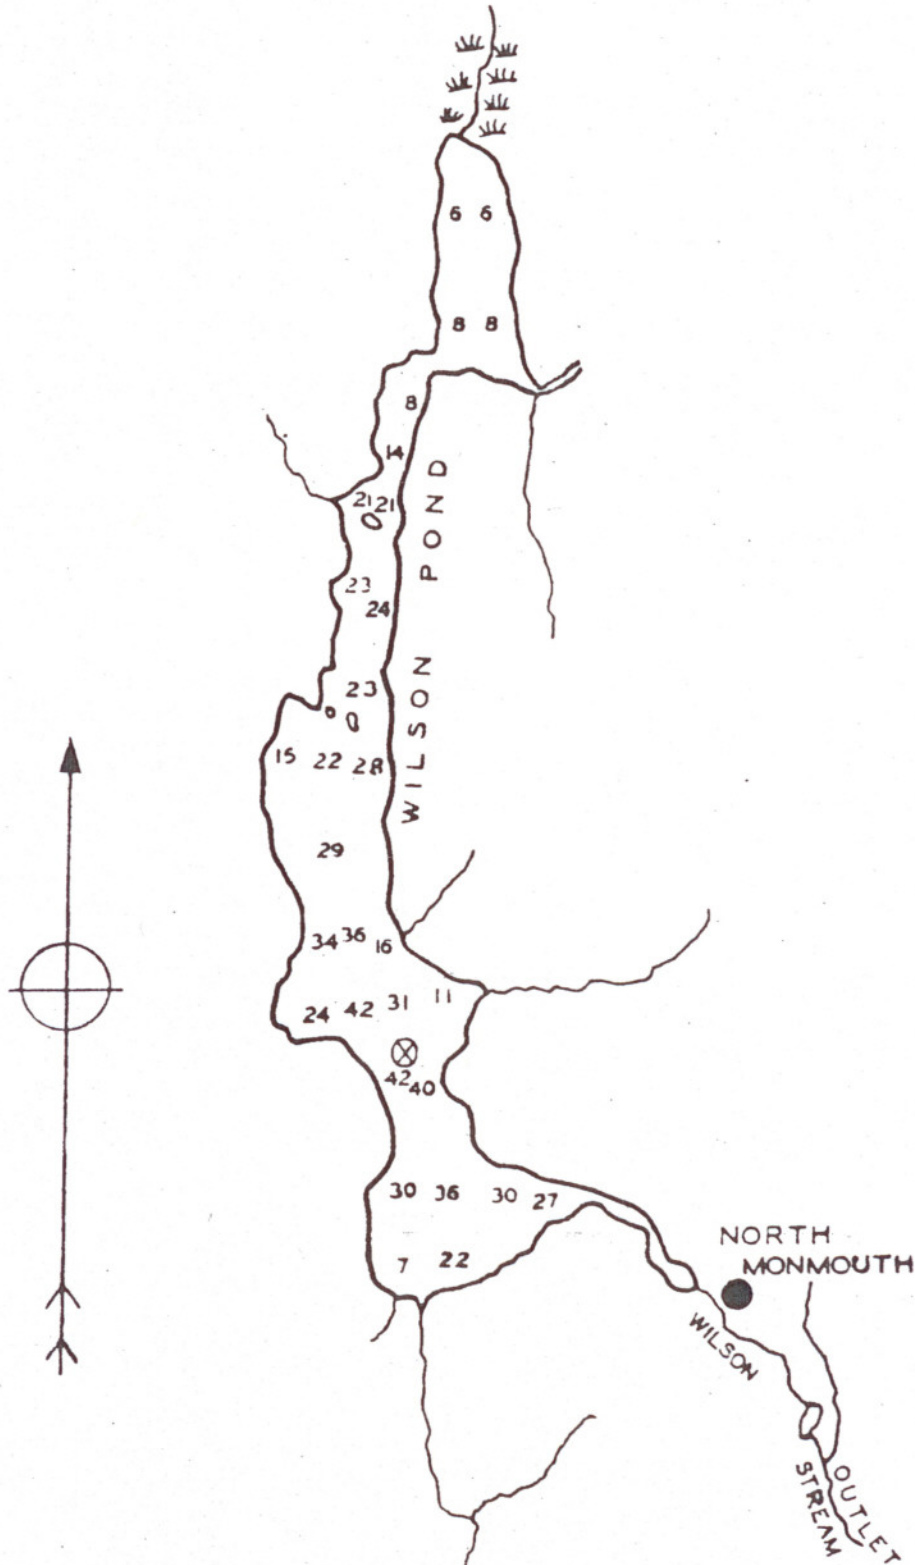 6 6
8 8
8
14
21 21
23
24
23
15 22 28
29
34 36 16
24 42 31 11
42 40
30 36 30 27
7 22
WILSON POND
NORTH
MONMOUTH
WILSON
STREAM
OUTLET